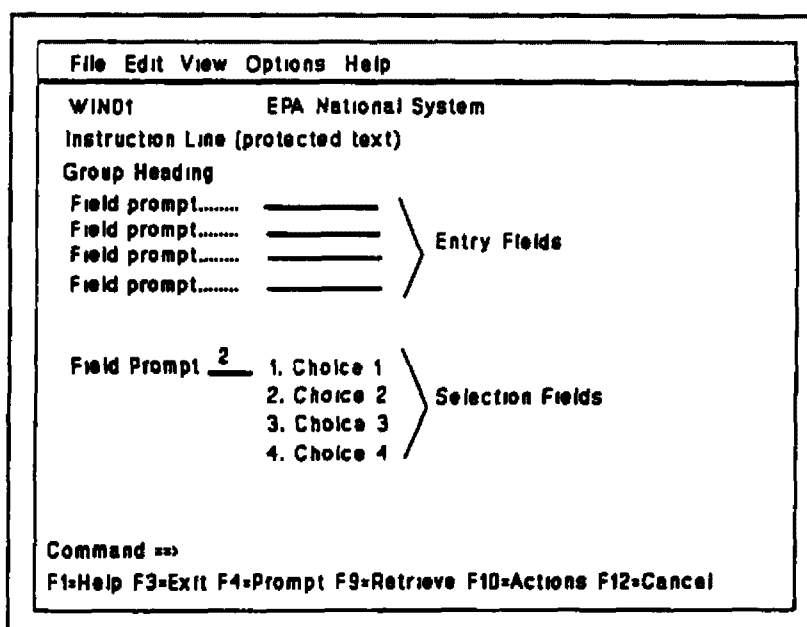 File Edit View Options Help
WIND1 EPA National System
Instruction Line (protected text)
Group Heading
Field prompt........
Field prompt........
Field prompt........
Field prompt........
Entry Fields
Field Prompt 2
1. Choice 1
2. Choice 2
3. Choice 3
4. Choice 4
Selection Fields
Command ==>
F1=Help F3=Exit F4=Prompt F9=Retrieve F10=Actions F12=Cancel